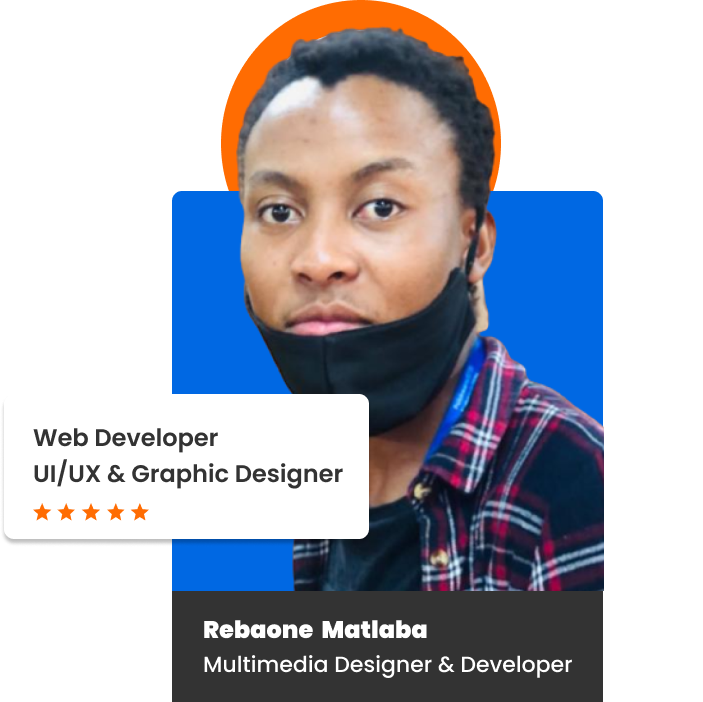 Web Developer
UI/UX & Graphic Designer
Rebaone Matlaba
Multimedia Designer & Developer